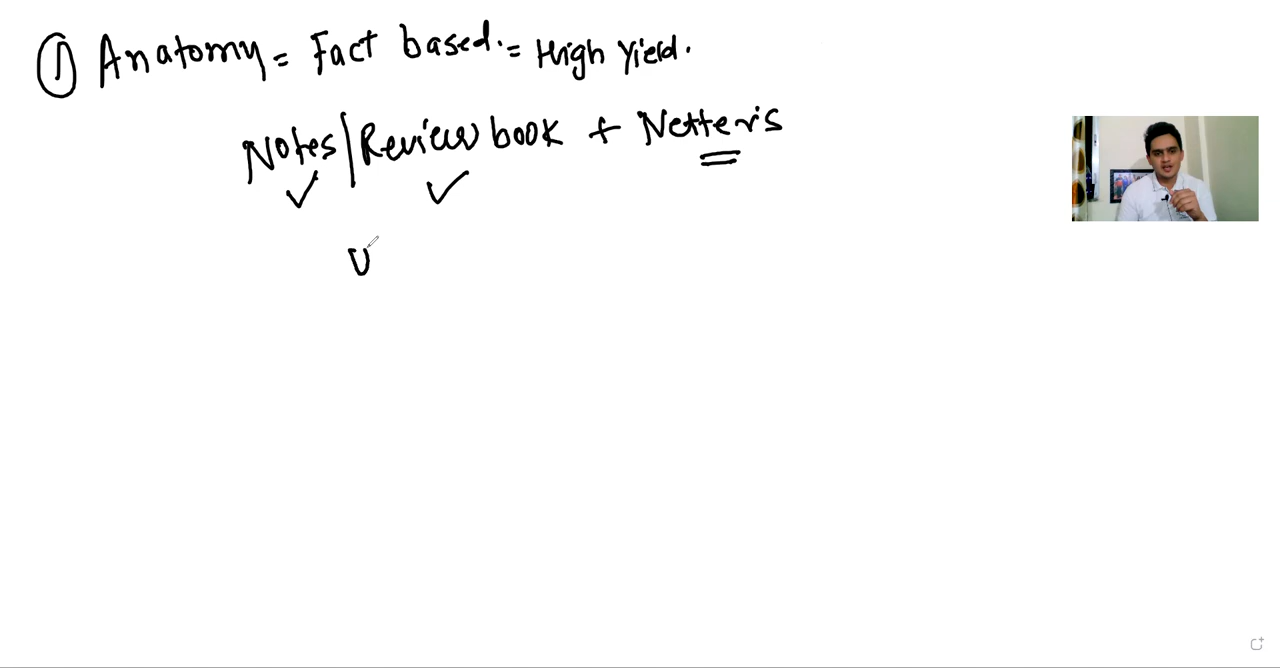 ① Anatomy = Fact based. = High Yield.
Notes/Review book + Netter's
U